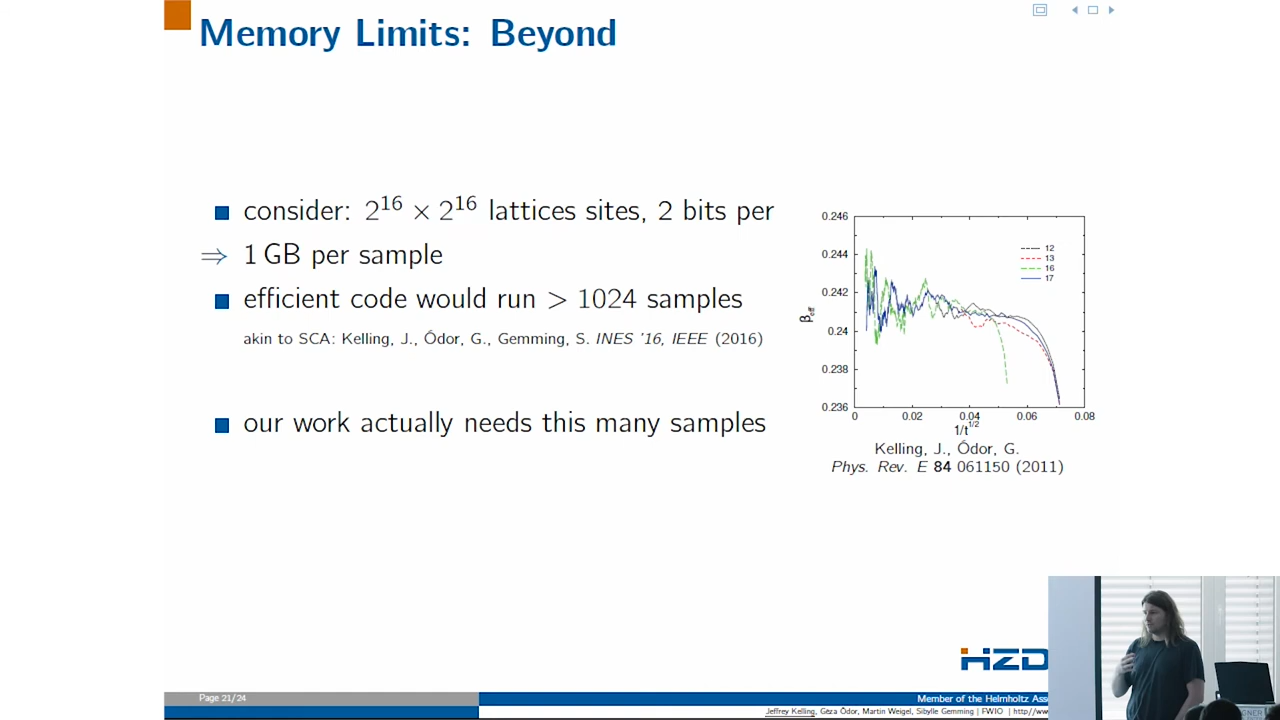 Memory Limits: Beyond
consider: 2^16 × 2^16 lattices sites, 2 bits per
⇒ 1 GB per sample
efficient code would run > 1024 samples
akin to SCA: Kelling, J., Ódor, G., Gemming, S. INES '16, IEEE (2016)
our work actually needs this many samples
0.246
0.244
0.242
0.24
0.238
0.236
β_eff
12
13
16
17
0
0.02
0.04
0.06
0.08
1/t^1/2
Kelling, J., Ódor, G.
Phys. Rev. E 84 061150 (2011)
HZD
Page 21/24
Member of the Helmholtz Ass
Jeffrey Kelling, Géza Ódor, Martin Weigel, Sibylle Gemming | FWIO | http://ww